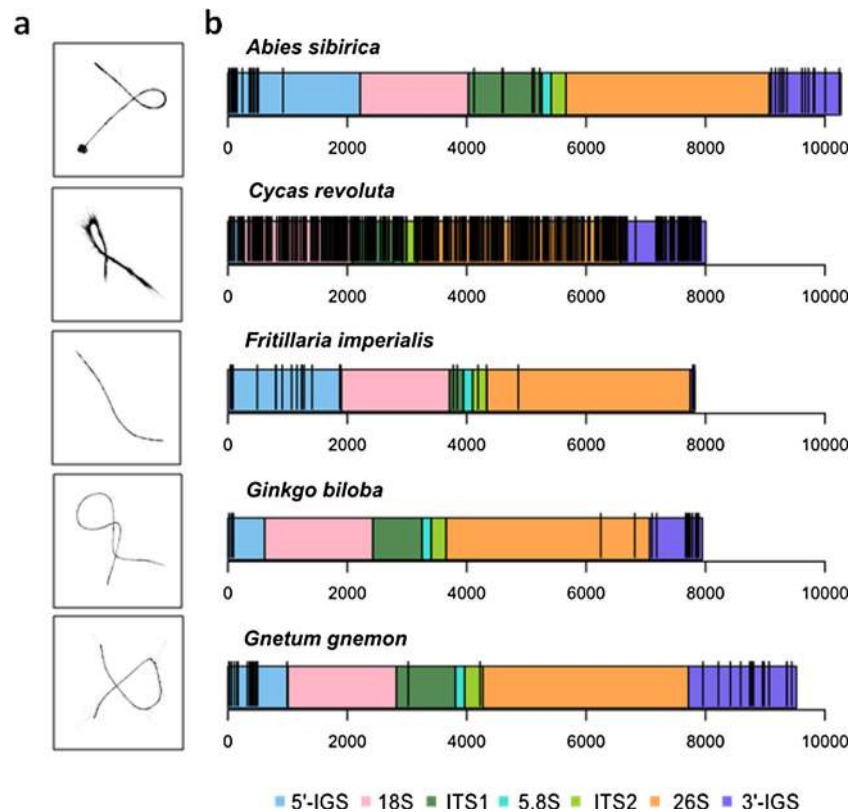 a
b
Abies sibirica
0 2000 4000 6000 8000 10000
Cycas revoluta
0 2000 4000 6000 8000 10000
Fritillaria imperialis
0 2000 4000 6000 8000 10000
Ginkgo biloba
0 2000 4000 6000 8000 10000
Gnetum gnemon
0 2000 4000 6000 8000 10000
5'-IGS 18S ITS1 5.8S ITS2 26S 3'-IGS